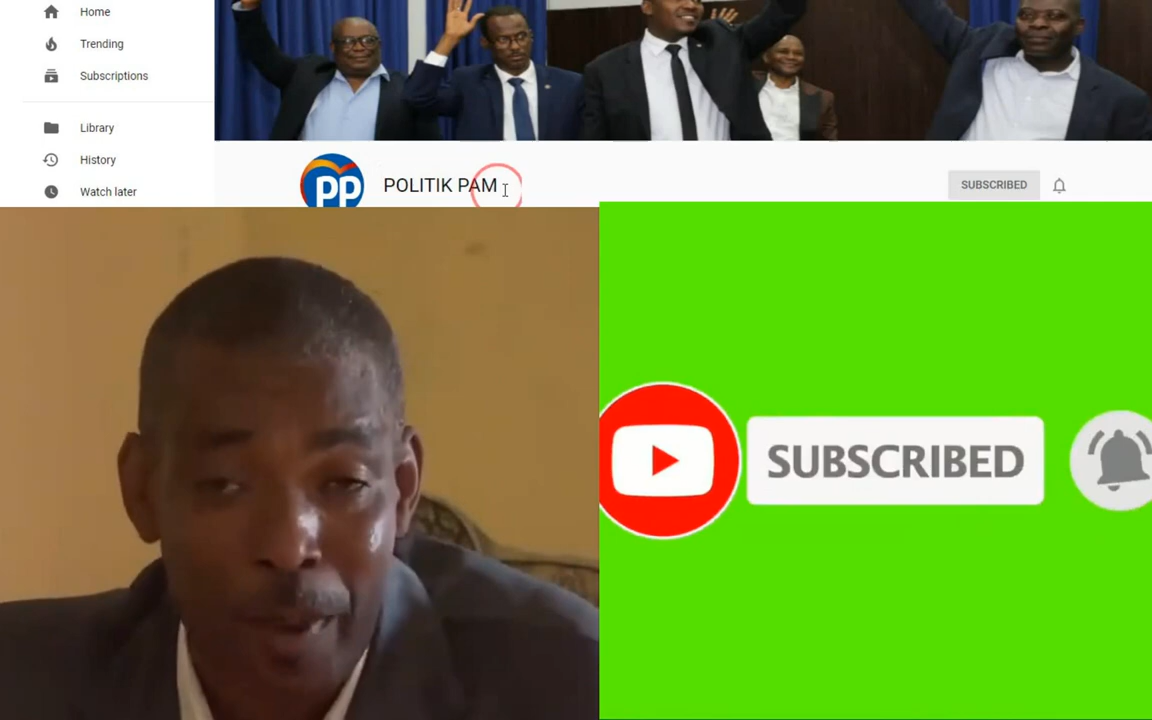 Home
Trending
Subscriptions
Library
History
Watch later
pp
POLITIK PAM
SUBSCRIBED
SUBSCRIBED